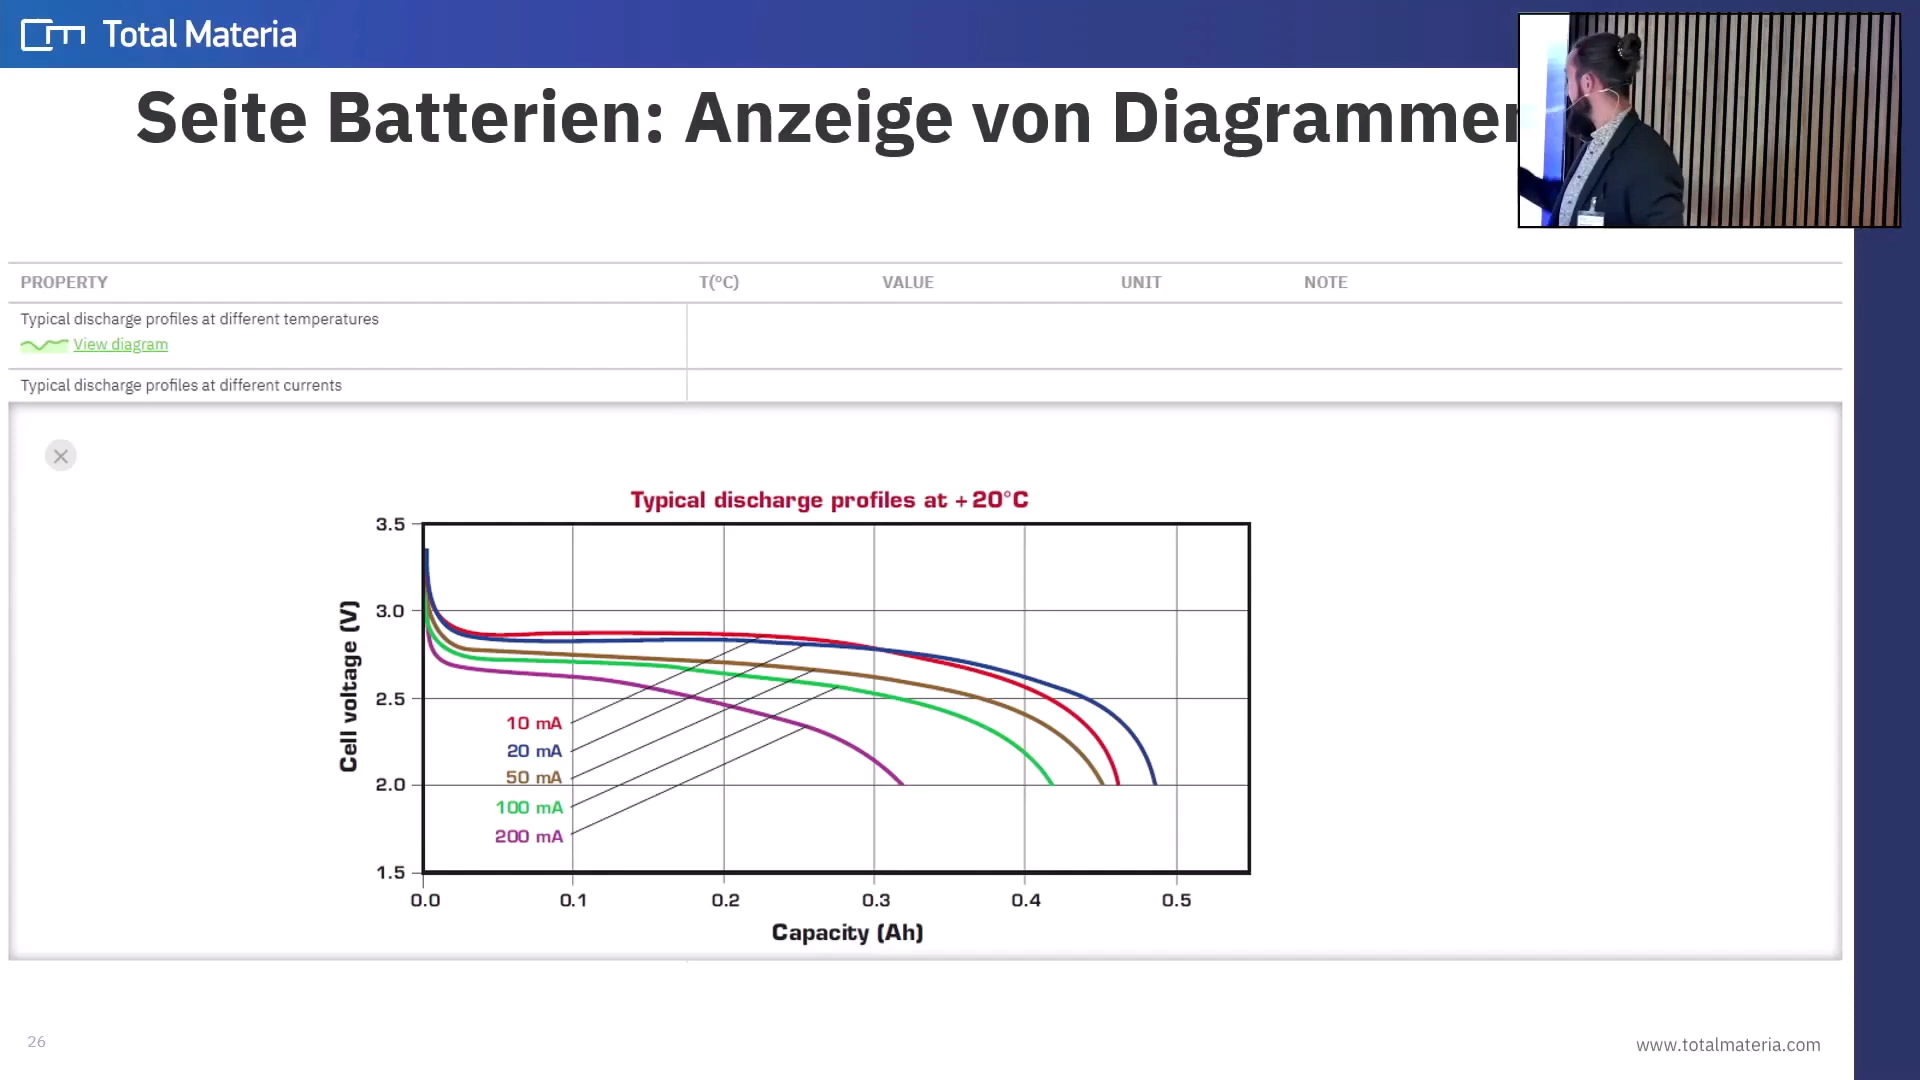 Total Materia
Seite Batterien: Anzeige von Diagrammen
PROPERTY T(°C) VALUE UNIT NOTE
Typical discharge profiles at different temperatures
View diagram
Typical discharge profiles at different currents
Typical discharge profiles at +20°C
3.5
3.0
2.5
2.0
1.5
Cell voltage (V)
10 mA
20 mA
50 mA
100 mA
200 mA
0.0 0.1 0.2 0.3 0.4 0.5
Capacity (Ah)
26
www.totalmateria.com